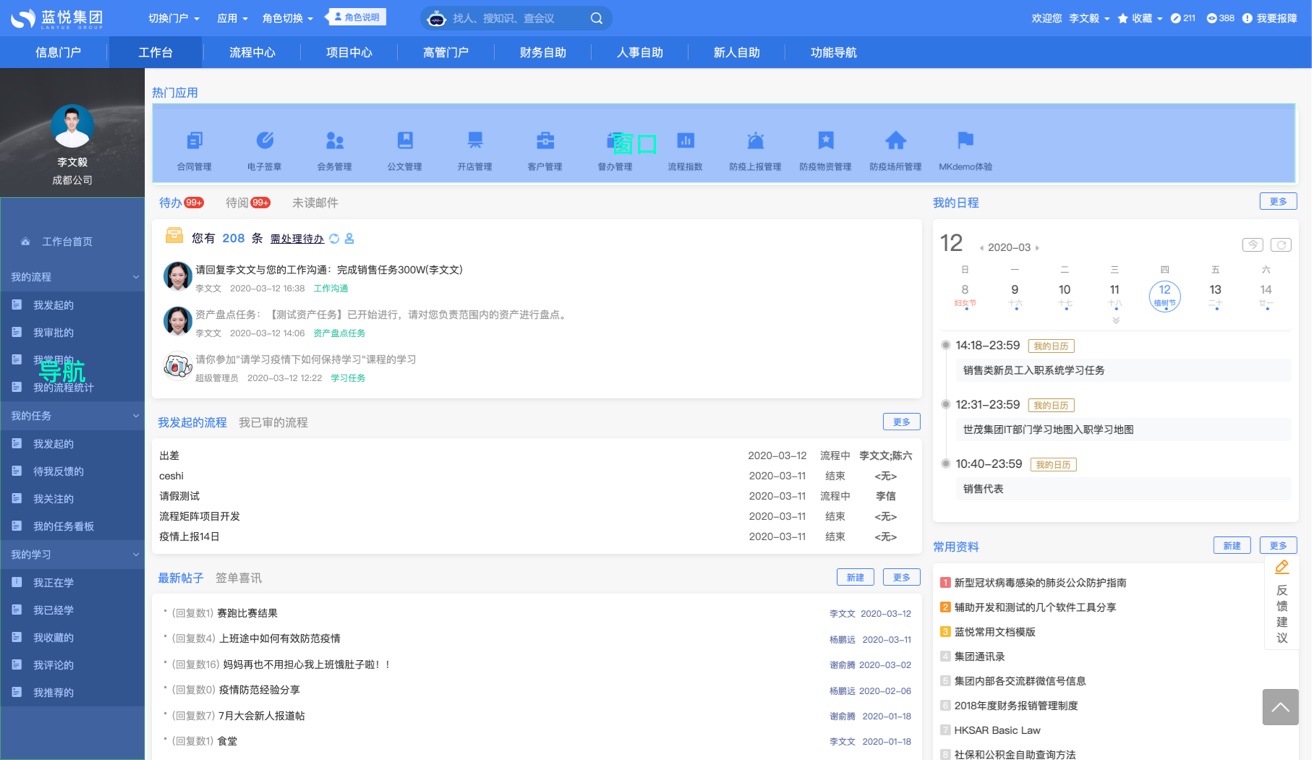 蓝悦集团
LANYUE GROUP
切换门户 应用 角色切换 角色说明
找人、搜知识、查会议
欢迎您 李文毅 收藏 211 388 我要报障
信息门户 工作台 流程中心 项目中心 高管门户 财务自助 人事自助 新人自助 功能导航
李文毅
成都公司
工作台首页
我的流程
我发起的
我审批的
我常用的
导航
我的流程统计
我的任务
我发起的
待我反馈的
我关注的
我的任务看板
我的学习
我正在学
我已经学
我收藏的
我评论的
我推荐的
热门应用
窗口
合同管理 电子签章 会务管理 公文管理 开店管理 客户管理 督办管理 流程指数 防疫上报管理 防疫物资管理 防疫场所管理 MKdemo体验
待办 99+ 待阅 99+ 未读邮件
您有 208 条 需处理待办
请回复李文文与您的工作沟通：完成销售任务300W(李文文)
李文文 2020-03-12 16:38 工作沟通
资产盘点任务：【测试资产任务】已开始进行，请对您负责范围内的资产进行盘点。
李文文 2020-03-12 14:06 资产盘点任务
请你参加"请学习疫情下如何保持学习"课程的学习
超级管理员 2020-03-12 12:22 学习任务
我发起的流程 我已审的流程 更多
出差 2020-03-12 流程中 李文文;陈六
ceshi 2020-03-11 结束 <无>
请假测试 2020-03-11 流程中 李信
流程矩阵项目开发 2020-03-11 结束 <无>
疫情上报14日 2020-03-11 结束 <无>
最新帖子 签单喜讯 新建 更多
(回复数1) 赛跑比赛结果 李文文 2020-03-12
(回复数4) 上班途中如何有效防范疫情 杨鹏远 2020-03-11
(回复数16) 妈妈再也不用担心我上班饿肚子啦！！ 谢俞腾 2020-03-02
(回复数0) 疫情防范经验分享 杨鹏远 2020-02-06
(回复数7) 7月大会新人报道帖 谢俞腾 2020-01-18
(回复数1) 食堂 李文文 2020-01-18
我的日程 更多
12 2020-03 今
日 一 二 三 四 五 六
8 9 10 11 12 13 14
妇女节 十六 十七 十八 植树节 二十 廿一
14:18-23:59 我的日历
销售类新员工入职系统学习任务
12:31-23:59 我的日历
世茂集团IT部门学习地图入职学习地图
10:40-23:59 我的日历
销售代表
常用资料 新建 更多
1 新型冠状病毒感染的肺炎公众防护指南
2 辅助开发和测试的几个软件工具分享
3 蓝悦常用文档模版
4 集团通讯录
5 集团内部各交流群微信号信息
6 2018年度财务报销管理制度
7 HKSAR Basic Law
8 社保和公积金自助查询方法
反馈建议